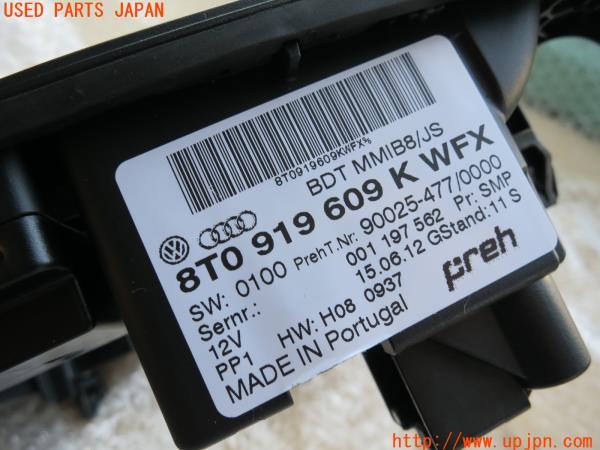 USED PARTS JAPAN
8T0919609KWFX%
BDT MMIB8/JS
8T0 919 609 K WFX
SW: 0100 PrehT.Nr: 90025-477/0000
Sernr.: 001 197 562 Pr: SMP
12V 15.06.12 GStand: 11 S
PP1 HW: H08 0937
MADE IN Portugal
preh
http://www.upjpn.com